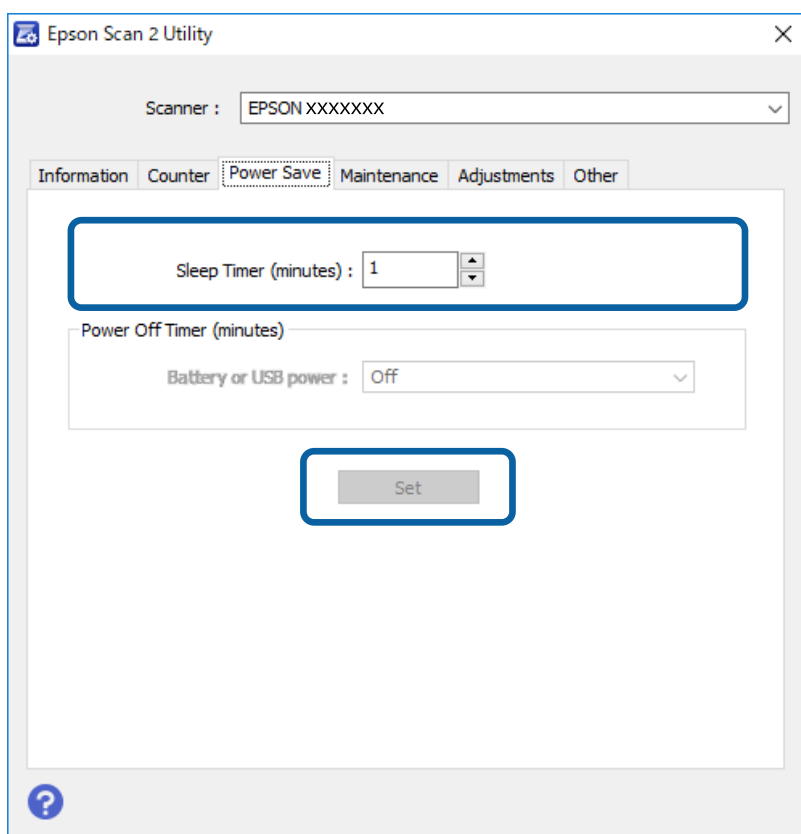 Epson Scan 2 Utility
Scanner : EPSON XXXXXXX
Information Counter Power Save Maintenance Adjustments Other
Sleep Timer (minutes) : 1
Power Off Timer (minutes)
Battery or USB power : Off
Set
?